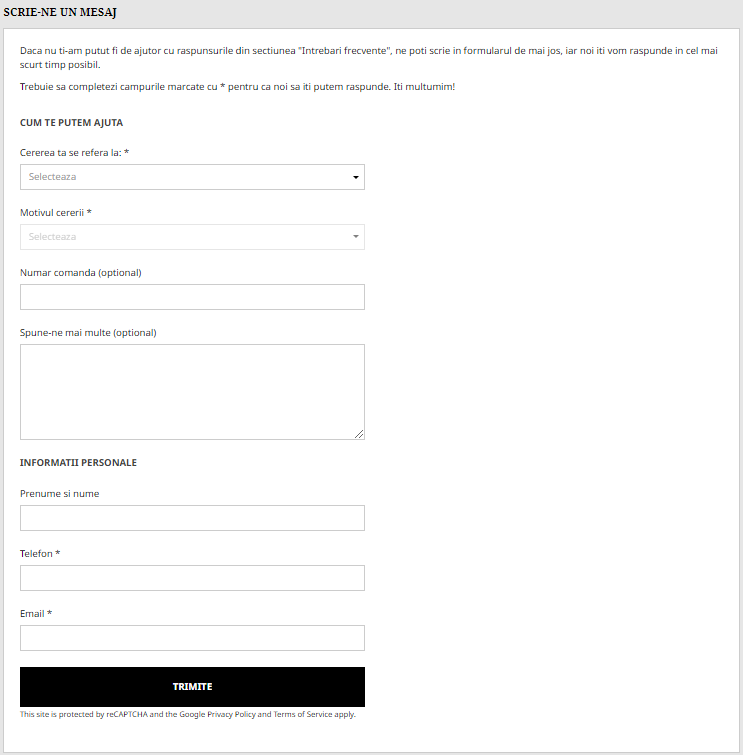 SCRIE-NE UN MESAJ
Daca nu ti-am putut fi de ajutor cu raspunsurile din sectiunea "Intrebari frecvente", ne poti scrie in formularul de mai jos, iar noi iti vom raspunde in cel mai
scurt timp posibil.
Trebuie sa completezi campurile marcate cu * pentru ca noi sa iti putem raspunde. Iti multumim!
CUM TE PUTEM AJUTA
Cererea ta se refera la: *
Selecteaza
Motivul cererii *
Selecteaza
Numar comanda (optional)
Spune-ne mai multe (optional)
INFORMATII PERSONALE
Prenume si nume
Telefon *
Email *
TRIMITE
This site is protected by reCAPTCHA and the Google Privacy Policy and Terms of Service apply.